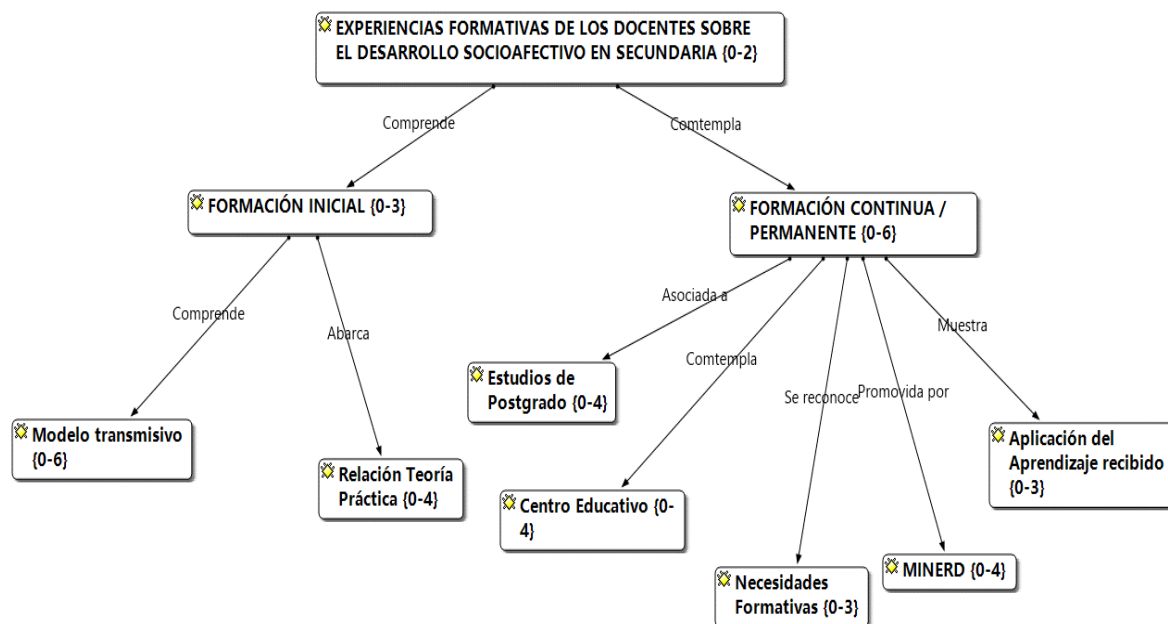 EXPERIENCIAS FORMATIVAS DE LOS DOCENTES SOBRE
EL DESARROLLO SOCIOAFECTIVO EN SECUNDARIA {0-2}
Comprende
Comtempla
FORMACIÓN INICIAL {0-3}
FORMACIÓN CONTINUA /
PERMANENTE {0-6}
Comprende
Abarca
Asociada a
Comtempla
Se reconoce
Promovida por
Muestra
Estudios de
Postgrado {0-4}
Modelo transmisivo
{0-6}
Relación Teoría
Práctica {0-4}
Centro Educativo {0-
4}
Necesidades
Formativas {0-3}
MINERD {0-4}
Aplicación del
Aprendizaje recibido
{0-3}